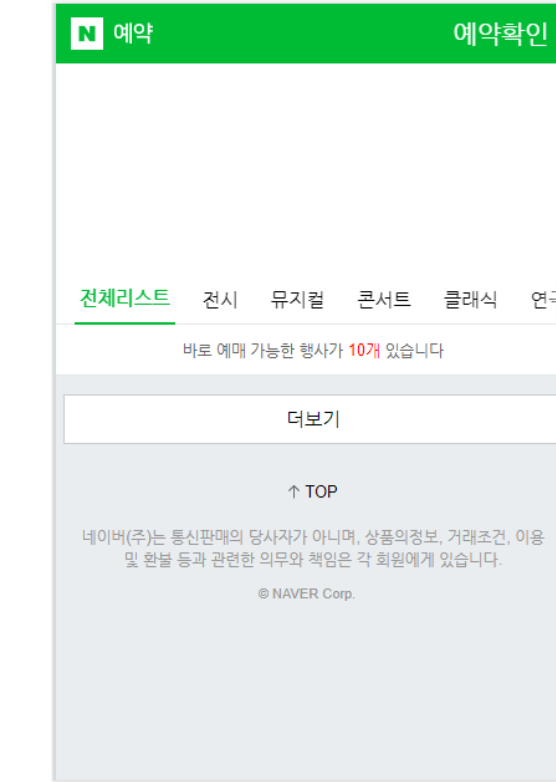 N 예약 예약확인
전체리스트 전시 뮤지컬 콘서트 클래식
바로 예매 가능한 행사가 10개 있습니다
더보기
↑ TOP
네이버(주)는 통신판매의 당사자가 아니며, 상품의정보, 거래조건, 이용
및 환불 등과 관련한 의무와 책임은 각 회원에게 있습니다.
© NAVER Corp.